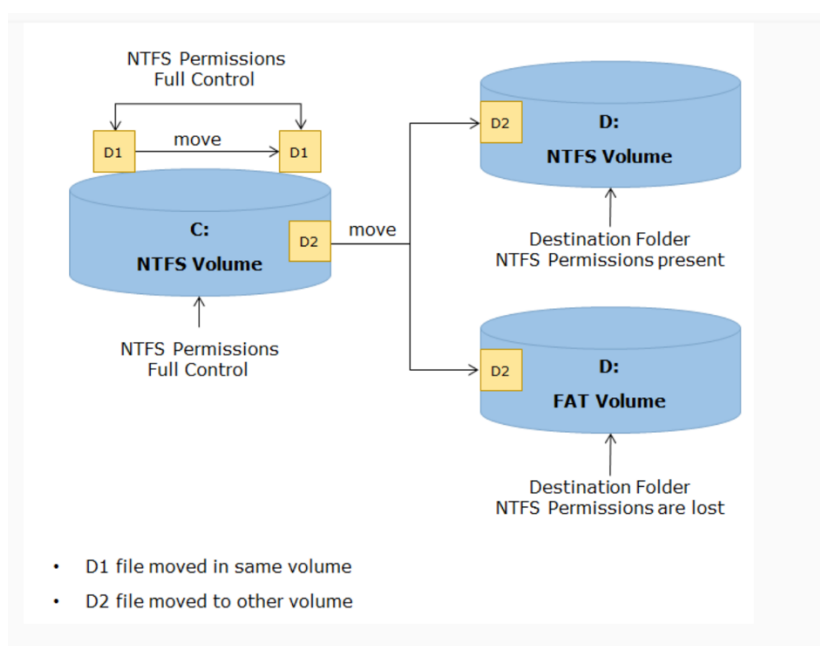 NTFS Permissions
Full Control
D1
move
D1
C:
NTFS Volume
D2
move
NTFS Permissions
Full Control
D2
D:
NTFS Volume
Destination Folder
NTFS Permissions present
D2
D:
FAT Volume
Destination Folder
NTFS Permissions are lost
• D1 file moved in same volume
• D2 file moved to other volume